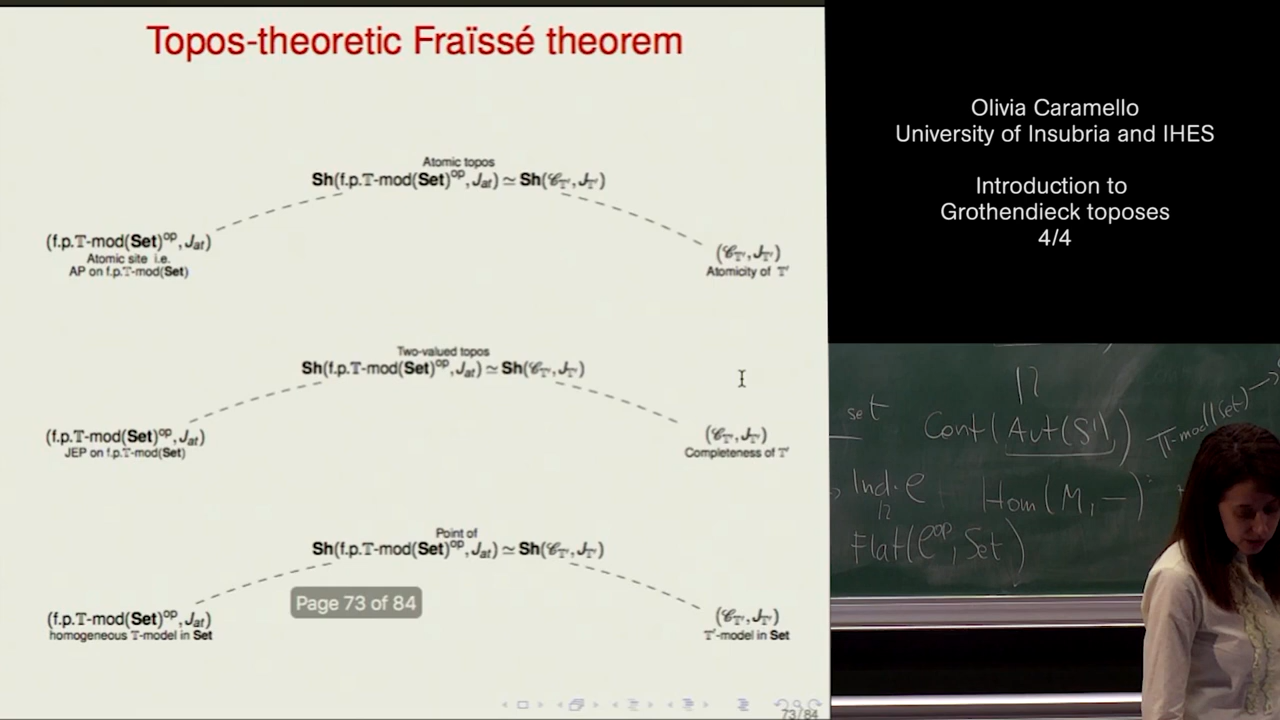 Topos-theoretic Fraïssé theorem
Atomic topos
Sh(f.p.𝕋-mod(Set)^op, J_at) ≃ Sh(𝒞_𝕋′, J_𝕋′)
(f.p.𝕋-mod(Set)^op, J_at)
Atomic site i.e.
AP on f.p.𝕋-mod(Set)
(𝒞_𝕋′, J_𝕋′)
Atomicity of 𝕋′
Two-valued topos
Sh(f.p.𝕋-mod(Set)^op, J_at) ≃ Sh(𝒞_𝕋′, J_𝕋′)
(f.p.𝕋-mod(Set)^op, J_at)
JEP on f.p.𝕋-mod(Set)
(𝒞_𝕋′, J_𝕋′)
Completeness of 𝕋′
Point of
Sh(f.p.𝕋-mod(Set)^op, J_at) ≃ Sh(𝒞_𝕋′, J_𝕋′)
(f.p.𝕋-mod(Set)^op, J_at)
homogeneous 𝕋-model in Set
(𝒞_𝕋′, J_𝕋′)
𝕋′-model in Set
Page 73 of 84
73/84
Olivia Caramello
University of Insubria and IHES
Introduction to
Grothendieck toposes
4/4
set
Cont(Aut(S'))
𝕋-mod(Set) →
Ind-𝒞
Hom(M, −)
Flat(𝒞^op, Set)